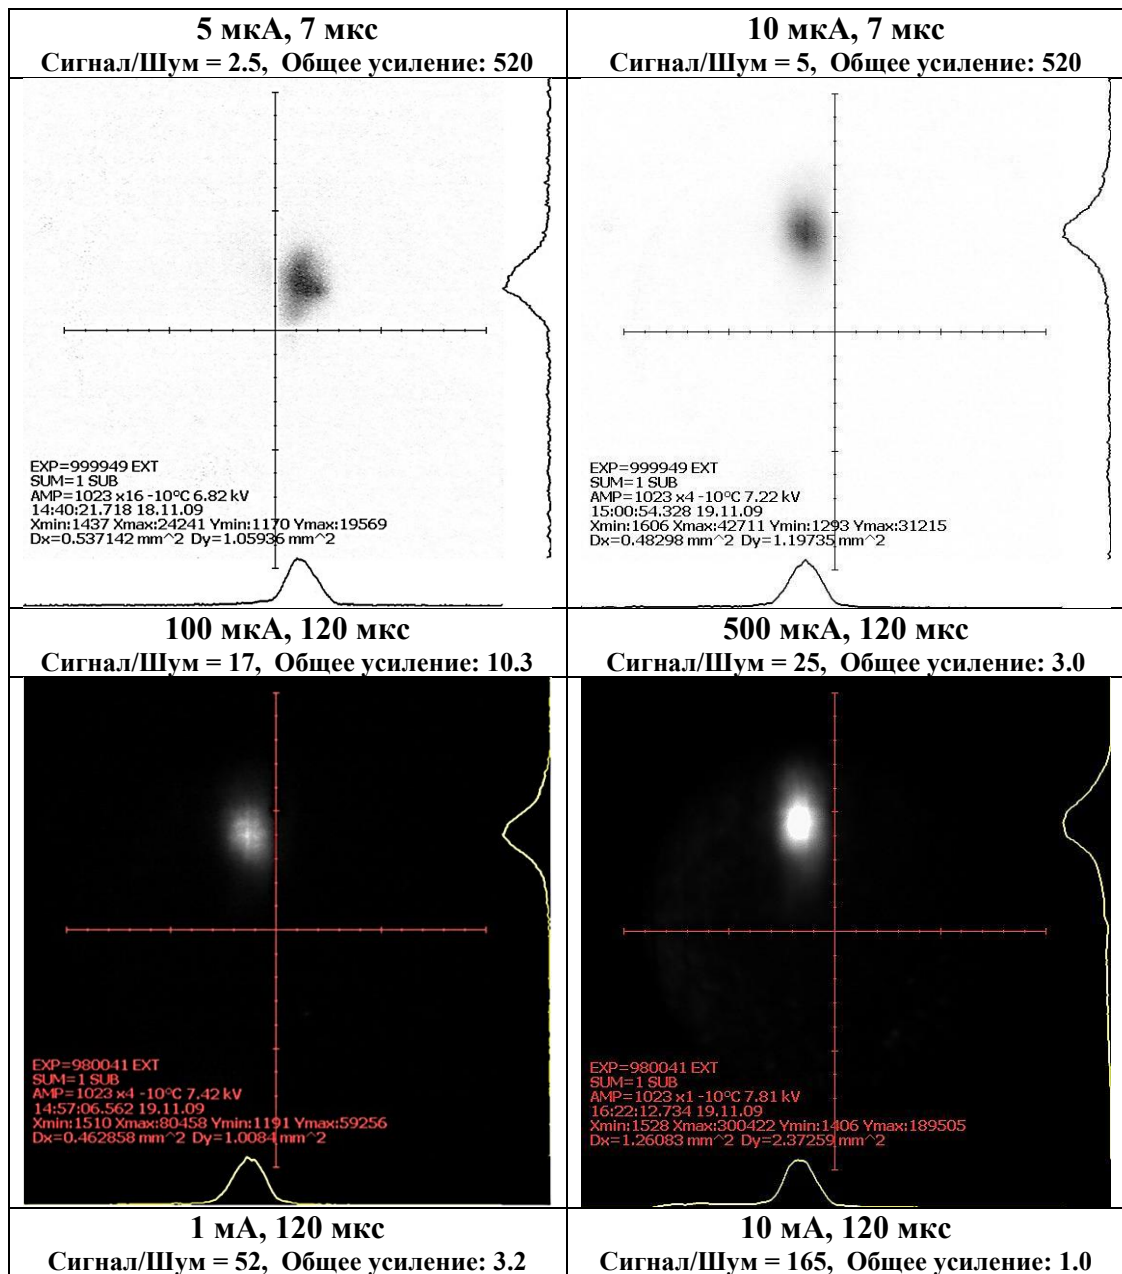 5 мкА, 7 мкс
Сигнал/Шум = 2.5, Общее усиление: 520
10 мкА, 7 мкс
Сигнал/Шум = 5, Общее усиление: 520
EXP=999949 EXT
SUM=1 SUB
AMP=1023 x16 -10°C 6.82 kV
14:40:21.718 18.11.09
Xmin:1437 Xmax:24241 Ymin:1170 Ymax:19569
Dx=0.537142 mm^2 Dy=1.05936 mm^2
EXP=999949 EXT
SUM=1 SUB
AMP=1023 x4 -10°C 7.22 kV
15:00:54.328 19.11.09
Xmin:1606 Xmax:42711 Ymin:1293 Ymax:31215
Dx=0.48298 mm^2 Dy=1.19735 mm^2
100 мкА, 120 мкс
Сигнал/Шум = 17, Общее усиление: 10.3
500 мкА, 120 мкс
Сигнал/Шум = 25, Общее усиление: 3.0
EXP=980041 EXT
SUM=1 SUB
AMP=1023 x4 -10°C 7.42 kV
14:57:06.562 19.11.09
Xmin:1510 Xmax:80458 Ymin:1191 Ymax:59256
Dx=0.462858 mm^2 Dy=1.0084 mm^2
EXP=980041 EXT
SUM=1 SUB
AMP=1023 x1 -10°C 7.81 kV
16:22:12.734 19.11.09
Xmin:1528 Xmax:300422 Ymin:1406 Ymax:189505
Dx=1.26083 mm^2 Dy=2.37259 mm^2
1 мА, 120 мкс
Сигнал/Шум = 52, Общее усиление: 3.2
10 мА, 120 мкс
Сигнал/Шум = 165, Общее усиление: 1.0